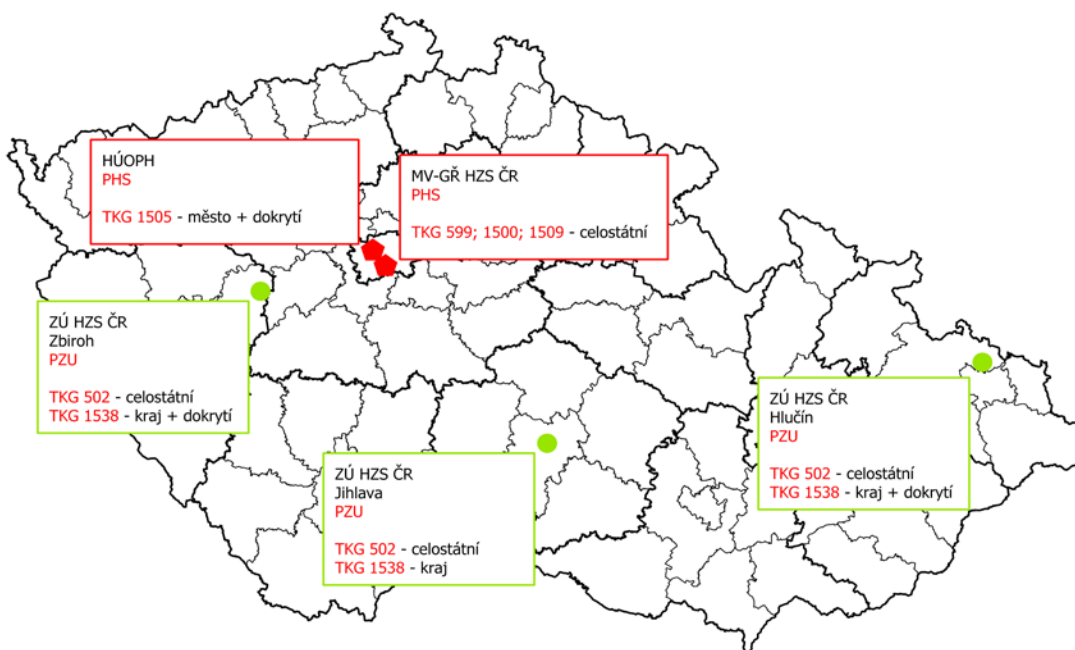 HÚOPH
PHS
TKG 1505 - město + dokrytí
MV-GŘ HZS ČR
PHS
TKG 599; 1500; 1509 - celostátní
ZÚ HZS ČR
Zbiroh
PZU
TKG 502 - celostátní
TKG 1538 - kraj + dokrytí
ZÚ HZS ČR
Jihlava
PZU
TKG 502 - celostátní
TKG 1538 - kraj
ZÚ HZS ČR
Hlučín
PZU
TKG 502 - celostátní
TKG 1538 - kraj + dokrytí